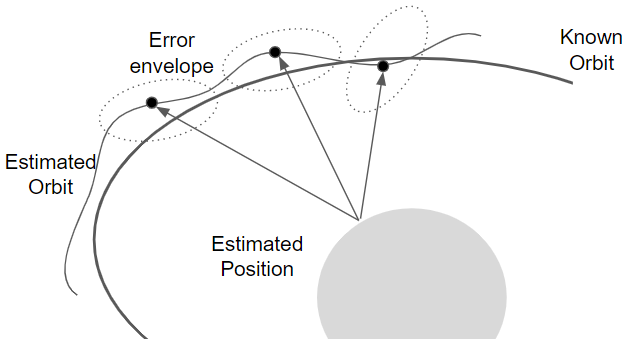 Error
envelope
Known
Orbit
Estimated
Orbit
Estimated
Position